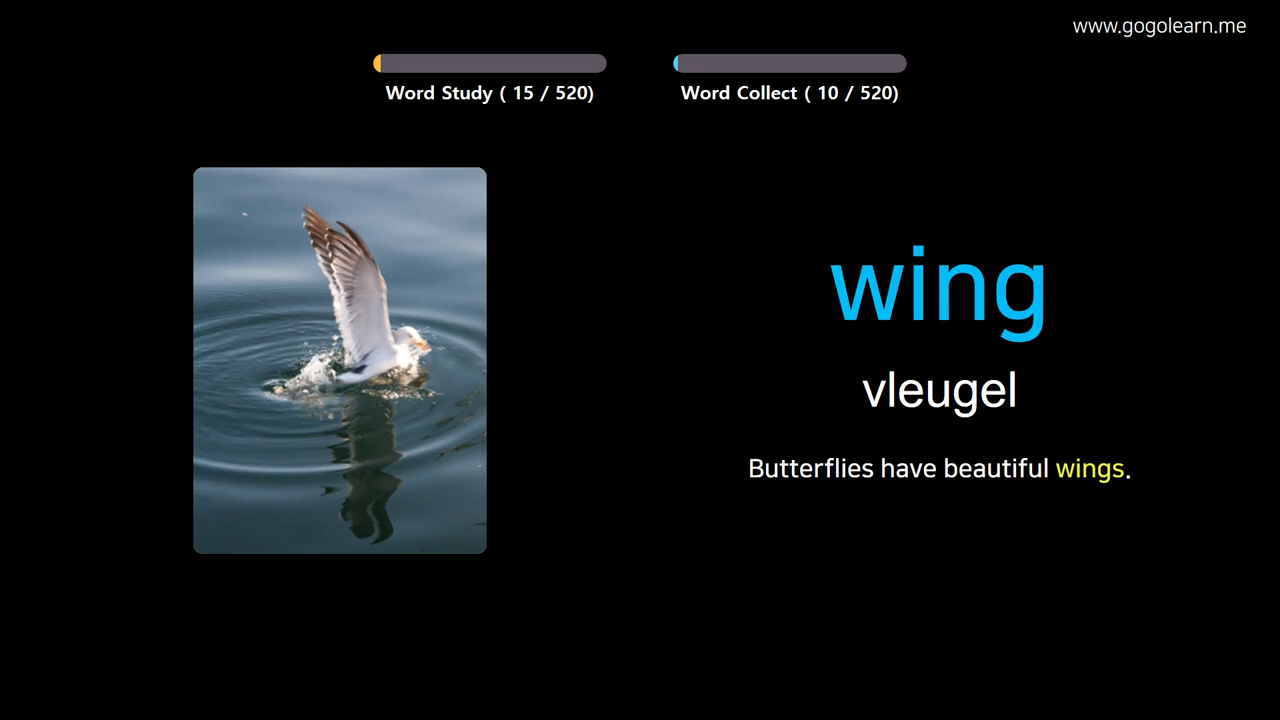 www.gogolearn.me
Word Study ( 15 / 520)
Word Collect ( 10 / 520)
wing
vleugel
Butterflies have beautiful wings.